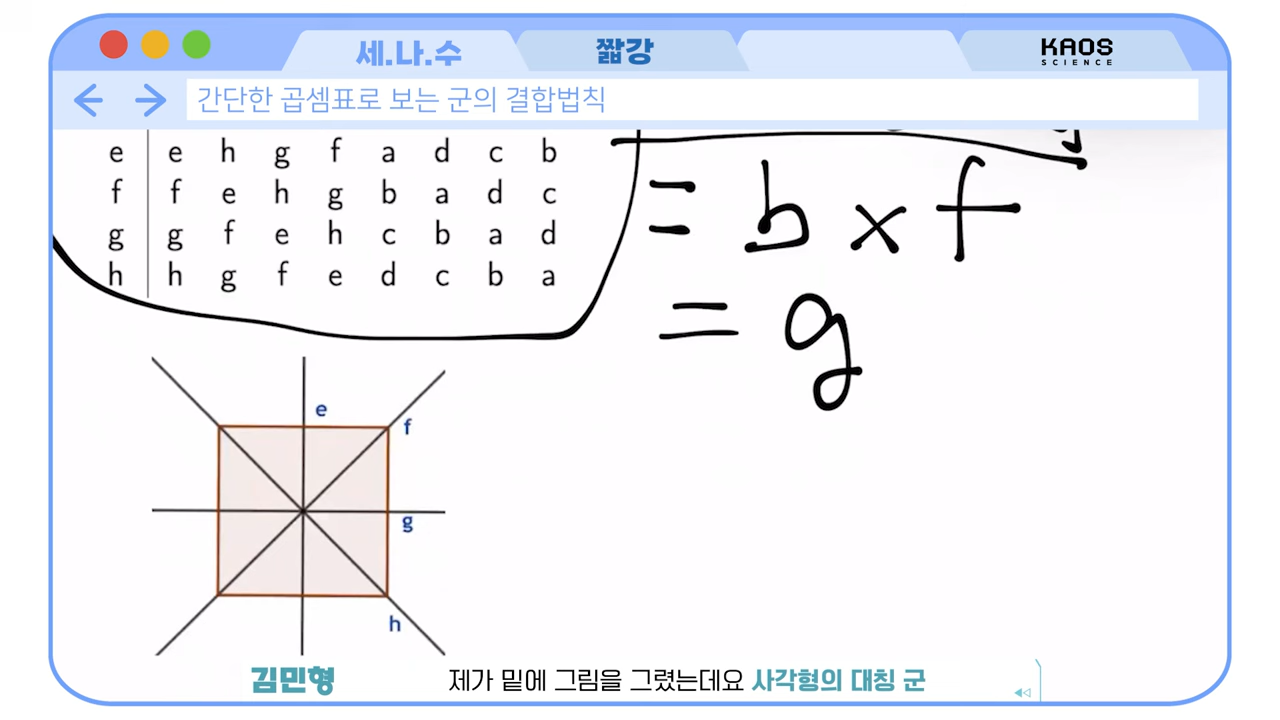 세.나.수
짧강
KAOS
SCIENCE
간단한 곱셈표로 보는 군의 결합법칙
e e h g f a d c b
f f e h g b a d c
g g f e h c b a d
h h g f e d c b a
= b × f
= g
e
f
g
h
김민형
제가 밑에 그림을 그렸는데요 사각형의 대칭 군